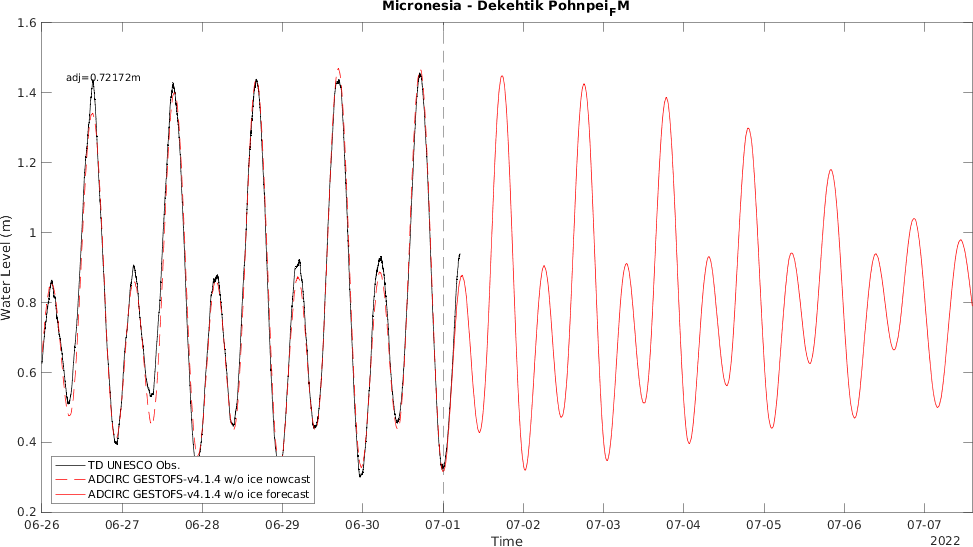 Micronesia - Dekehtik PohnpeiFM
1.6
1.4
1.2
1
0.8
0.6
0.4
0.2
Water Level (m)
adj=0.72172m
TD UNESCO Obs.
ADCIRC GESTOFS-v4.1.4 w/o ice nowcast
ADCIRC GESTOFS-v4.1.4 w/o ice forecast
06-26 06-27 06-28 06-29 06-30 07-01 07-02 07-03 07-04 07-05 07-06 07-07
Time
2022